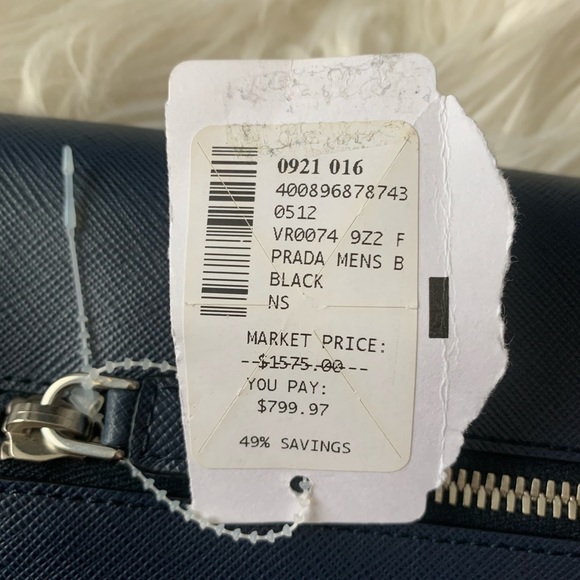 0921 016
400896878743
0512
VR0074 9Z2 F
PRADA MENS B
BLACK
NS
MARKET PRICE:
--$1575.00--
YOU PAY:
$799.97
49% SAVINGS